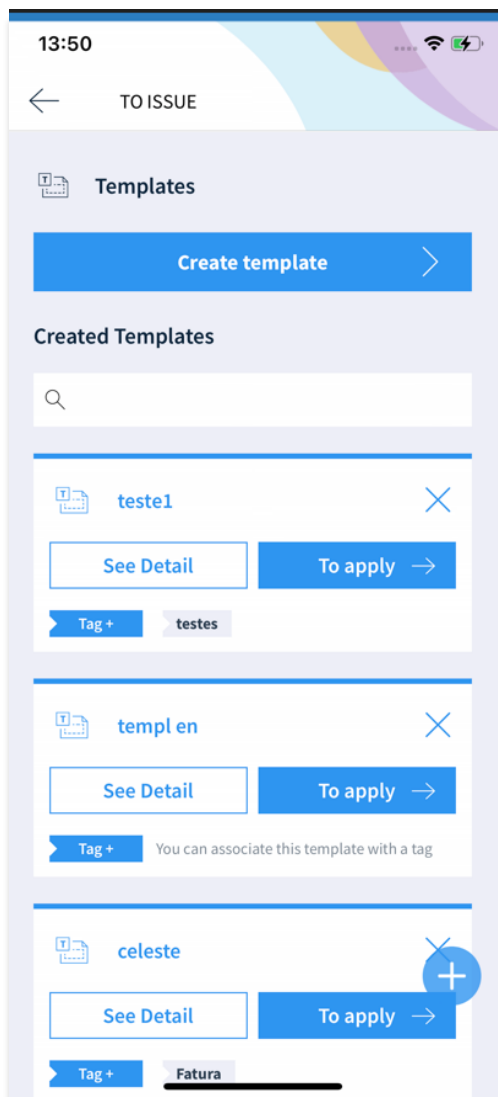 13:50
TO ISSUE
Templates
Create template
Created Templates
teste1
See Detail
To apply
Tag +
testes
templ en
See Detail
To apply
Tag +
You can associate this template with a tag
celeste
See Detail
To apply
Tag +
Fatura